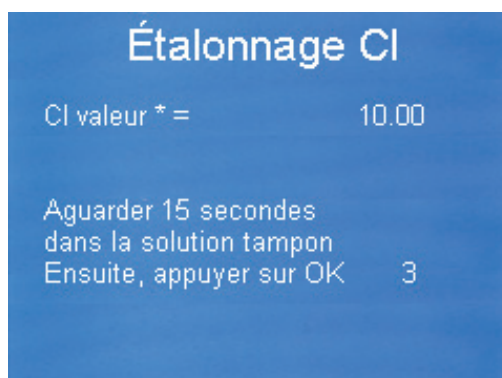 Étalonnage Cl
Cl valeur * = 10.00
Aguarder 15 secondes
dans la solution tampon
Ensuite, appuyer sur OK 3